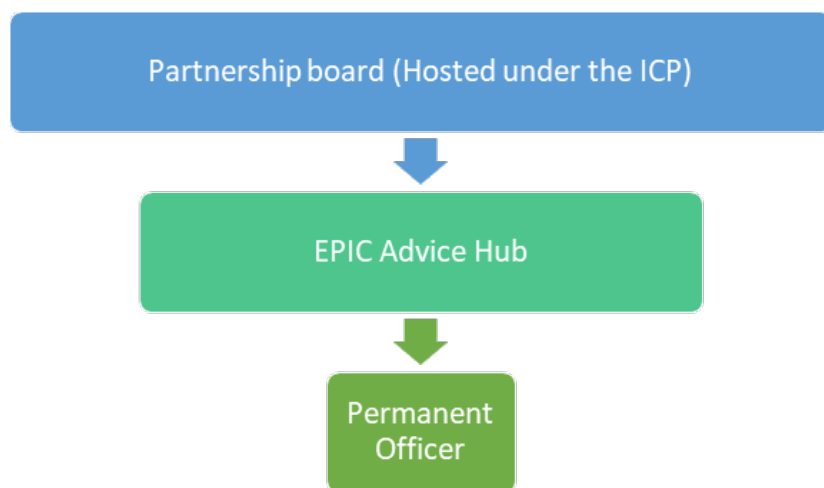 Partnership board (Hosted under the ICP)
EPIC Advice Hub
Permanent
Officer